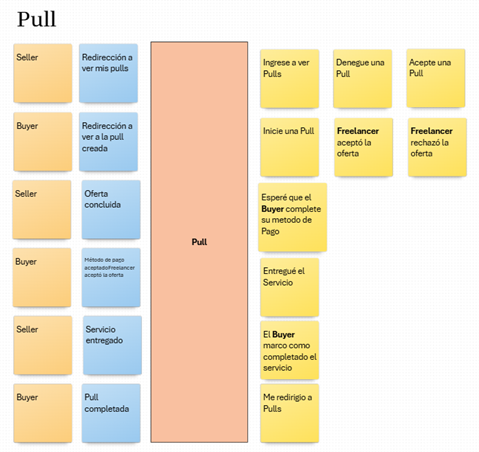 Pull
Seller
Redirección a
ver mis pulls
Ingrese a ver
Pulls
Denegue una
Pull
Acepte una
Pull
Buyer
Redirección a
ver a la pull
creada
Inicie una Pull
Freelancer
aceptó la
oferta
Freelancer
rechazó la
oferta
Seller
Oferta
concluida
Esperé que el
Buyer complete
su metodo de
Pago
Pull
Buyer
Método de pago
aceptadoFreelancer
aceptó la oferta
Entregué el
Servicio
Seller
Servicio
entregado
El Buyer
marco como
completado el
servicio
Buyer
Pull
completada
Me redirigio a
Pulls